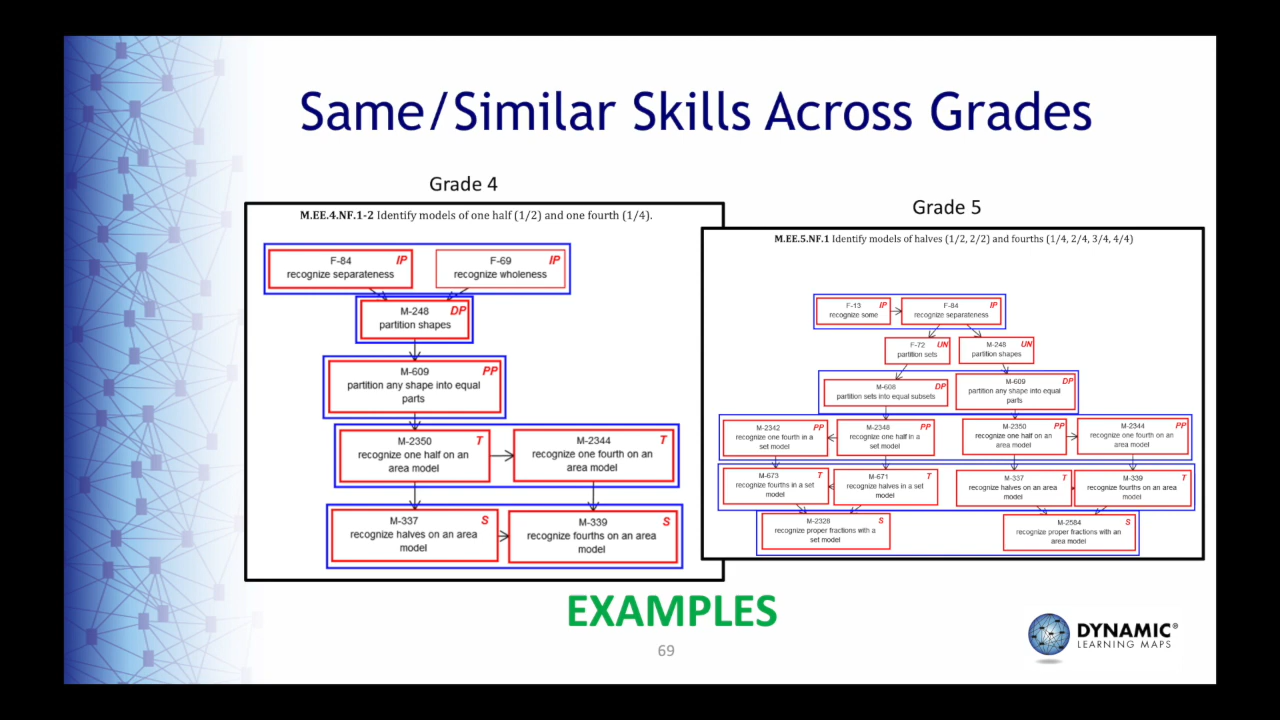 Same/Similar Skills Across Grades
Grade 4
M.EE.4.NF.1-2 Identify models of one half (1/2) and one fourth (1/4).
F-84 IP
recognize separateness
F-69 IP
recognize wholeness
M-248 DP
partition shapes
M-609 PP
partition any shape into equal
parts
M-2350 T
recognize one half on an
area model
M-2344 T
recognize one fourth on an
area model
M-337 S
recognize halves on an area
model
M-339 S
recognize fourths on an area
model
Grade 5
M.EE.5.NF.1 Identify models of halves (1/2, 2/2) and fourths (1/4, 2/4, 3/4, 4/4)
F-13 IP
recognize some
F-84 IP
recognize separateness
F-72 UN
partition sets
M-248 UN
partition shapes
M-608 DP
partition sets into equal subsets
M-609 DP
partition any shape into equal
parts
M-2342 PP
recognize one fourth in a
set model
M-2348 PP
recognize one half in a
set model
M-2350 PP
recognize one half on an
area model
M-2344 PP
recognize one fourth on an
area model
M-673 T
recognize fourths in a set
model
M-671 T
recognize halves in a set
model
M-337 T
recognize halves on an area
model
M-339 T
recognize fourths on an area
model
M-2328 S
recognize proper fractions with a
set model
M-2584 S
recognize proper fractions with an
area model
EXAMPLES
69
DYNAMIC®
LEARNING MAPS